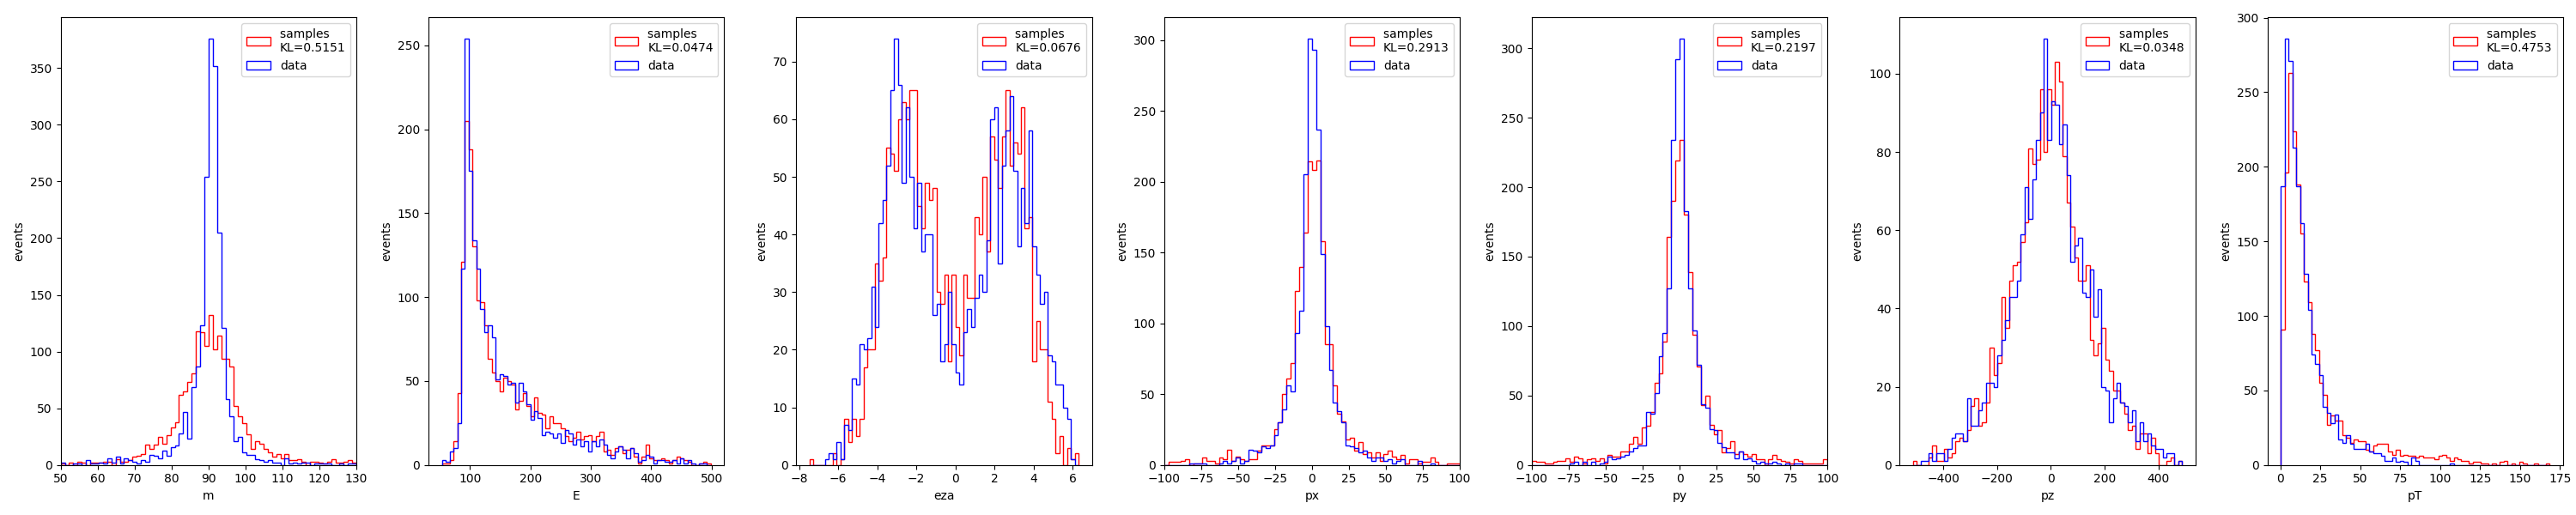 samples
KL=0.5151
data
350
300
250
200
150
100
50
0
events
50 60 70 80 90 100 110 120 130
m
samples
KL=0.0474
data
250
200
150
100
50
0
events
100 200 300 400 500
E
samples
KL=0.0676
data
70
60
50
40
30
20
10
0
events
−8 −6 −4 −2 0 2 4 6
eza
samples
KL=0.2913
data
300
250
200
150
100
50
0
events
−100 −75 −50 −25 0 25 50 75 100
px
samples
KL=0.2197
data
300
250
200
150
100
50
0
events
−100 −75 −50 −25 0 25 50 75 100
py
samples
KL=0.0348
data
100
80
60
40
20
0
events
−400 −200 0 200 400
pz
samples
KL=0.4753
data
300
250
200
150
100
50
0
events
0 25 50 75 100 125 150 175
pT